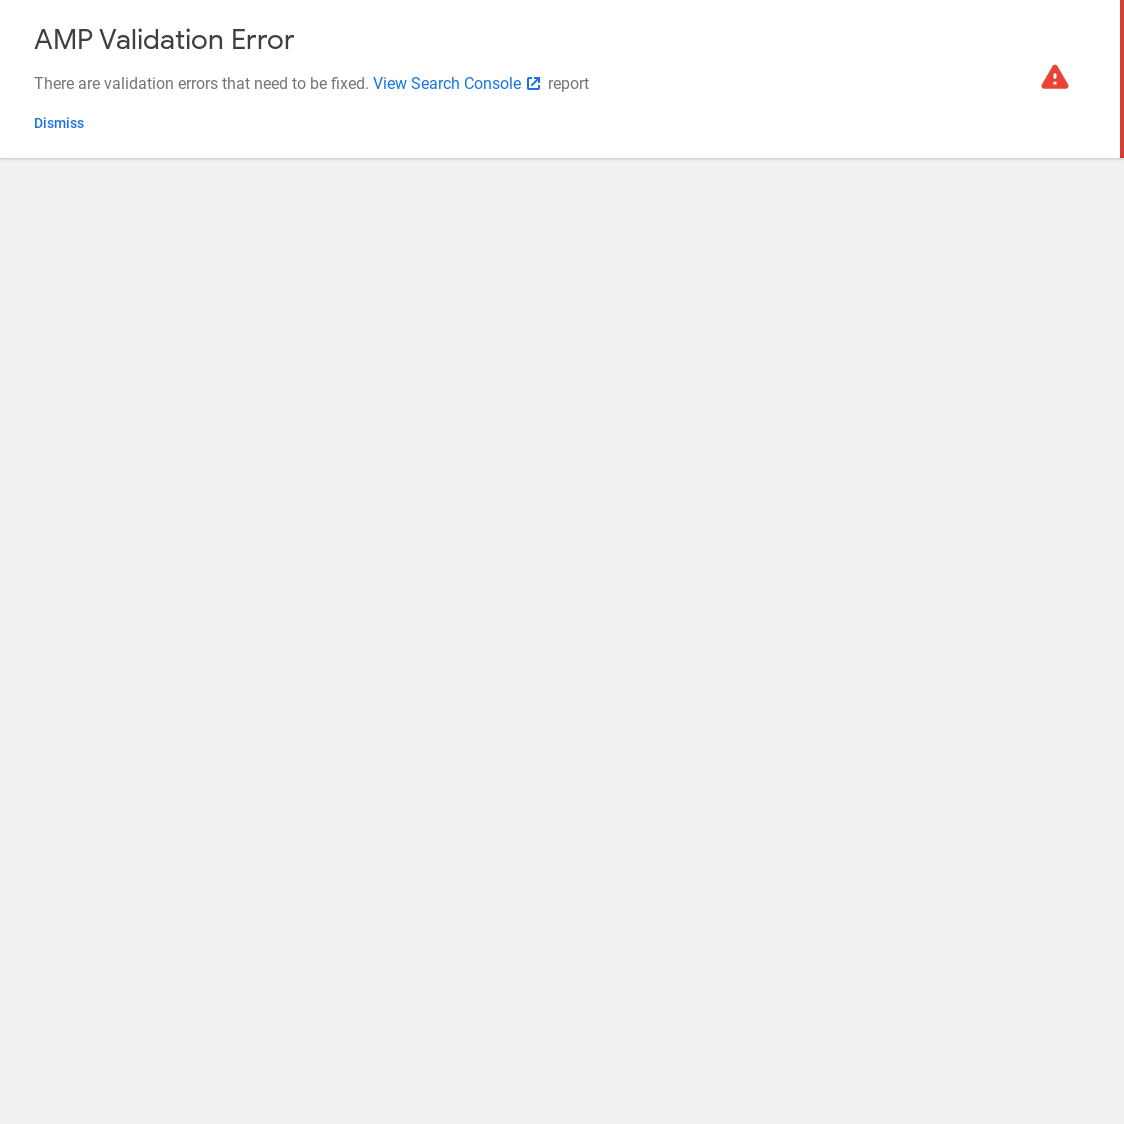 AMP Validation Error
There are validation errors that need to be fixed. View Search Console report
Dismiss